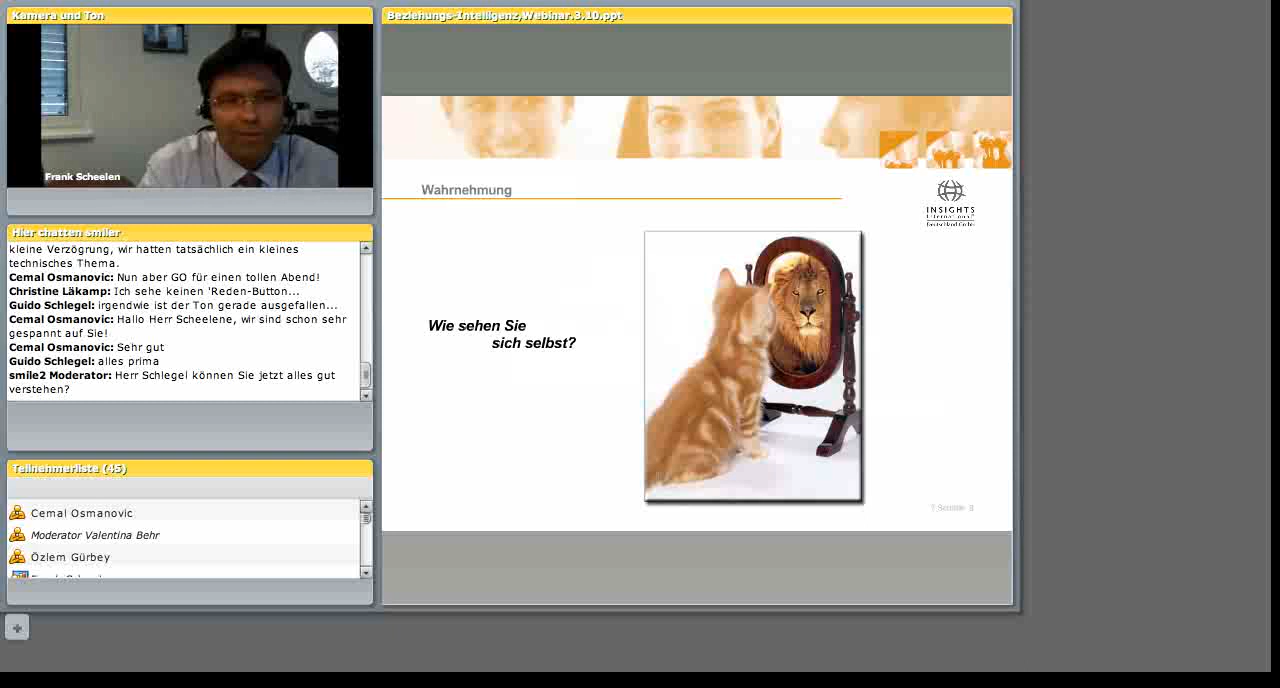 Kamera und Ton
Frank Scheelen
Hier chatten smiler
kleine Verzögrung, wir hatten tatsächlich ein kleines
technisches Thema.
Cemal Osmanovic: Nun aber GO für einen tollen Abend!
Christine Läkamp: Ich sehe keinen 'Reden-Button...
Guido Schlegel: irgendwie ist der Ton gerade ausgefallen...
Cemal Osmanovic: Hallo Herr Scheelene, wir sind schon sehr
gespannt auf Sie!
Cemal Osmanovic: Sehr gut
Guido Schlegel: alles prima
smile2 Moderator: Herr Schlegel können Sie jetzt alles gut
verstehen?
Teilnehmerliste (45)
Cemal Osmanovic
Moderator Valentina Behr
Özlem Gürbey
Beziehungs-Intelligenz,Webinar.3.10.ppt
Wahrnehmung
INSIGHTS
International
Deutschland GmbH
Wie sehen Sie
sich selbst?